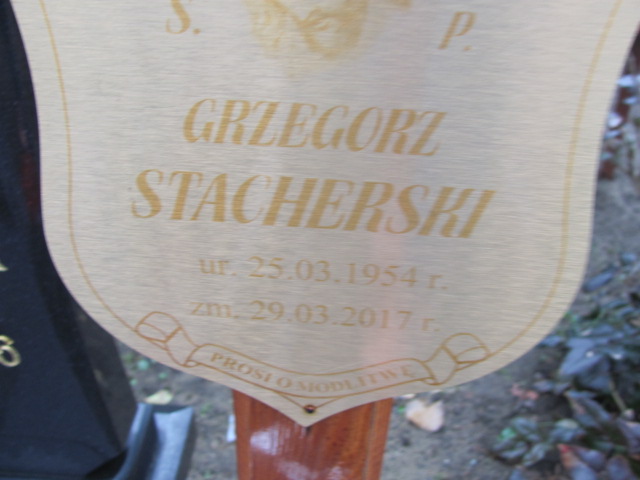 Ś. P.
GRZEGORZ
STACHERSKI
ur. 25.03.1954 r.
zm. 29.03.2017 r.
PROSI O MODLITWĘ